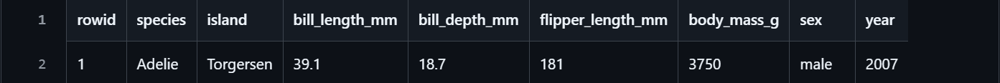 1 rowid species island bill_length_mm bill_depth_mm flipper_length_mm body_mass_g sex year
2 1 Adelie Torgersen 39.1 18.7 181 3750 male 2007